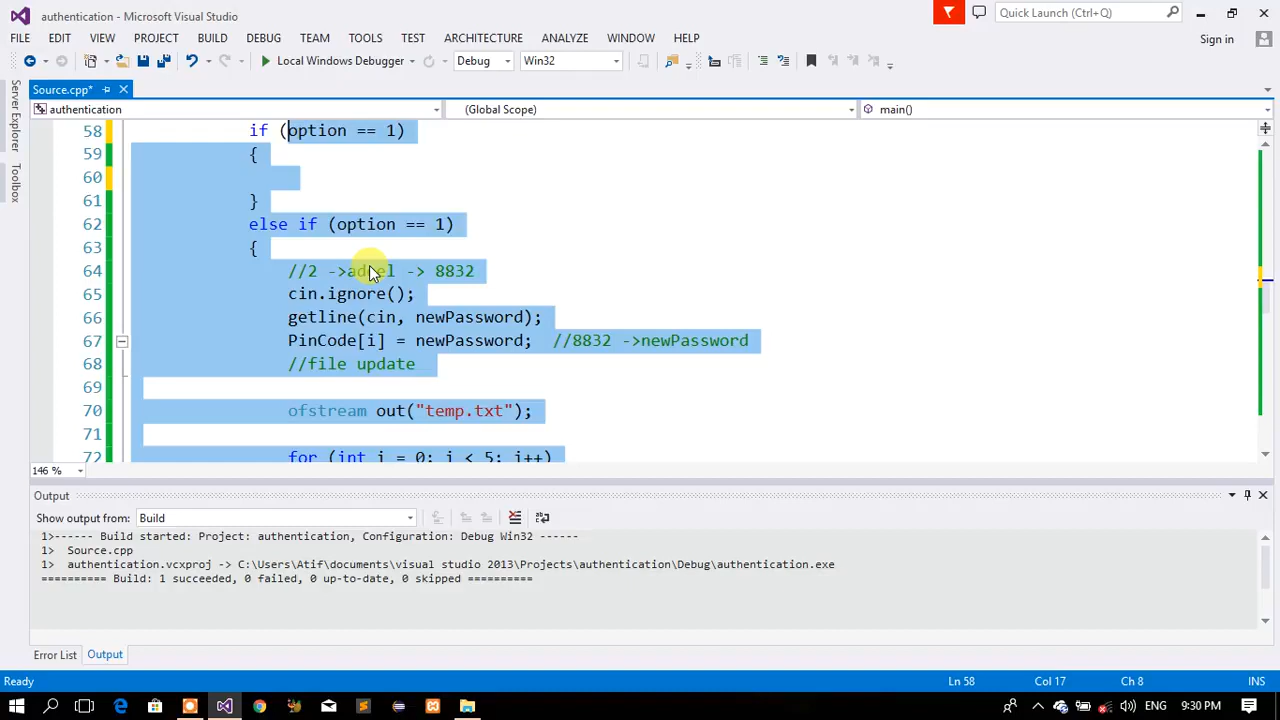 authentication - Microsoft Visual Studio
Quick Launch (Ctrl+Q)
FILE EDIT VIEW PROJECT BUILD DEBUG TEAM TOOLS TEST ARCHITECTURE ANALYZE WINDOW HELP
Sign in
Local Windows Debugger Debug Win32
Source.cpp*
authentication (Global Scope) main()
Server Explorer
Toolbox
58 if (option == 1)
59 {
60
61 }
62 else if (option == 1)
63 {
64 //2 -> -> 8832
65 cin.ignore();
66 getline(cin, newPassword);
67 PinCode[i] = newPassword; //8832 ->newPassword
68 //file update
69
70 ofstream out("temp.txt");
71
72 for (int i = 0; i < 5; i++)
146 %
Output
Show output from: Build
1>------ Build started: Project: authentication, Configuration: Debug Win32 ------
1> Source.cpp
1> authentication.vcxproj -> C:\Users\Atif\documents\visual studio 2013\Projects\authentication\Debug\authentication.exe
========== Build: 1 succeeded, 0 failed, 0 up-to-date, 0 skipped ==========
Error List Output
Ready Ln 58 Col 17 Ch 8 INS
9:30 PM